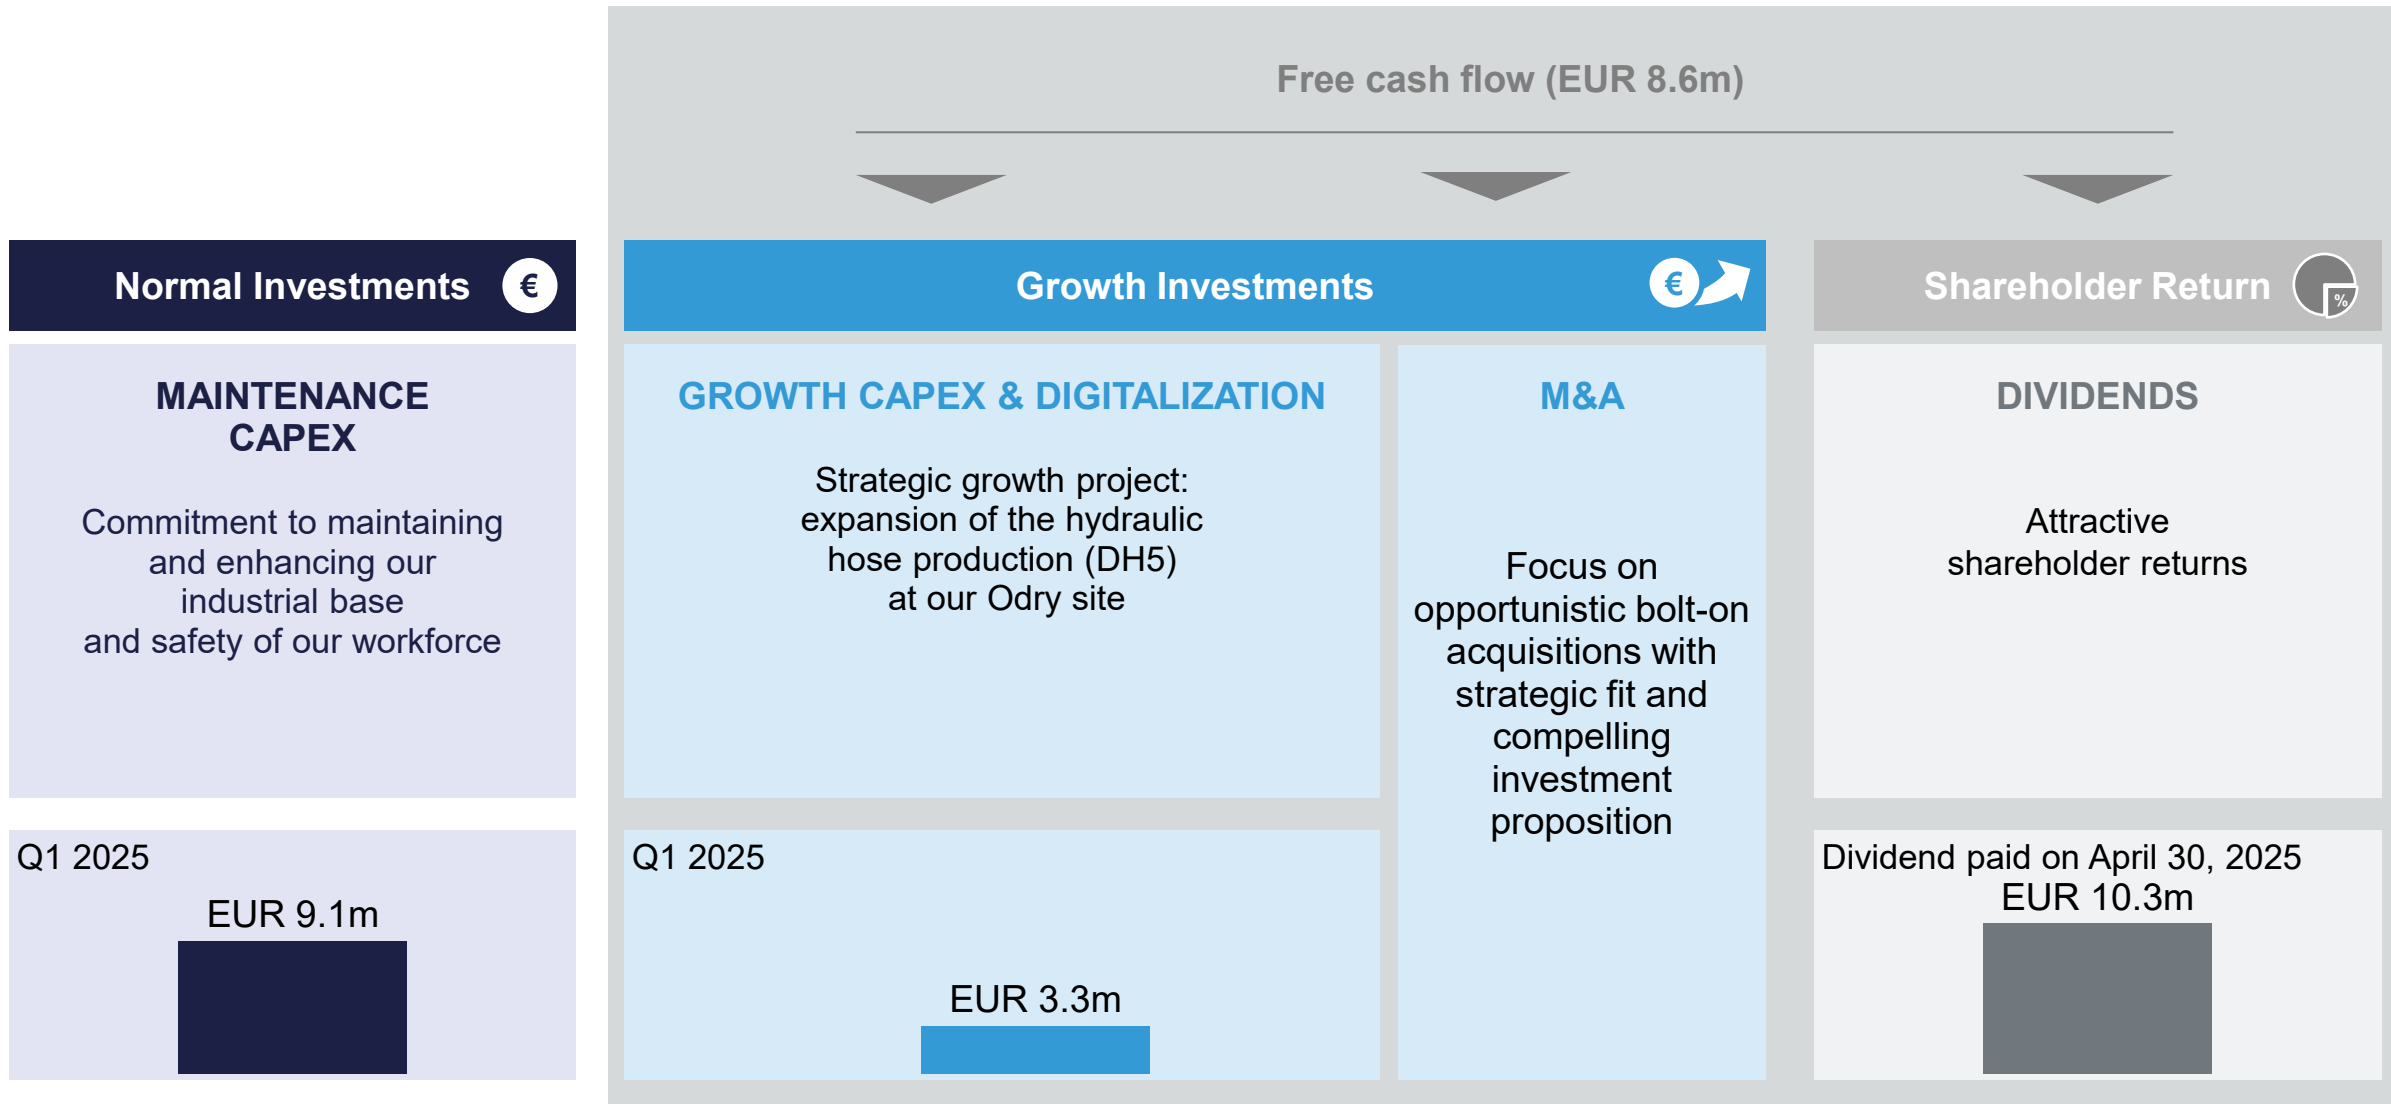 Free cash flow (EUR 8.6m)
Normal Investments €
MAINTENANCE
CAPEX
Commitment to maintaining
and enhancing our
industrial base
and safety of our workforce
Q1 2025
EUR 9.1m
Growth Investments €
GROWTH CAPEX & DIGITALIZATION
Strategic growth project:
expansion of the hydraulic
hose production (DH5)
at our Odry site
Q1 2025
EUR 3.3m
M&A
Focus on
opportunistic bolt-on
acquisitions with
strategic fit and
compelling
investment
proposition
Shareholder Return %
DIVIDENDS
Attractive
shareholder returns
Dividend paid on April 30, 2025
EUR 10.3m